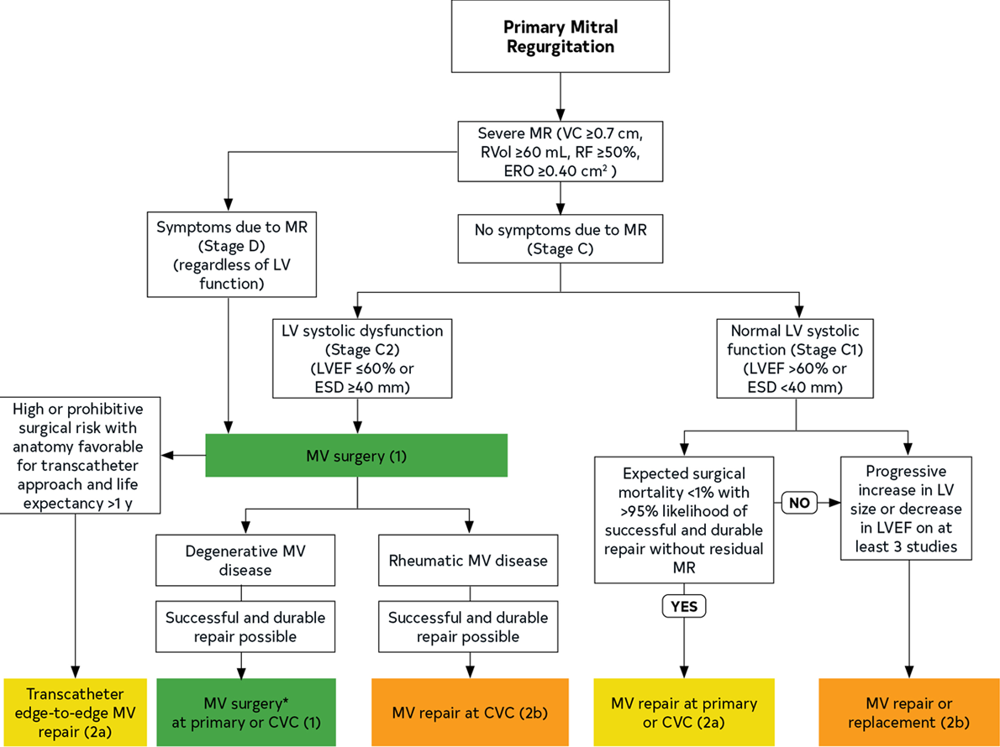 Primary Mitral
Regurgitation
Severe MR (VC ≥0.7 cm,
RVol ≥60 mL, RF ≥50%,
ERO ≥0.40 cm² )
Symptoms due to MR
(Stage D)
(regardless of LV
function)
No symptoms due to MR
(Stage C)
LV systolic dysfunction
(Stage C2)
(LVEF ≤60% or
ESD ≥40 mm)
Normal LV systolic
function (Stage C1)
(LVEF >60% or
ESD <40 mm)
High or prohibitive
surgical risk with
anatomy favorable
for transcatheter
approach and life
expectancy >1 y
MV surgery (1)
Expected surgical
mortality <1% with
>95% likelihood of
successful and durable
repair without residual
MR
NO
Progressive
increase in LV
size or decrease
in LVEF on at
least 3 studies
Degenerative MV
disease
Rheumatic MV disease
Successful and durable
repair possible
Successful and durable
repair possible
YES
Transcatheter
edge-to-edge MV
repair (2a)
MV surgery*
at primary or CVC (1)
MV repair at CVC (2b)
MV repair at primary
or CVC (2a)
MV repair or
replacement (2b)